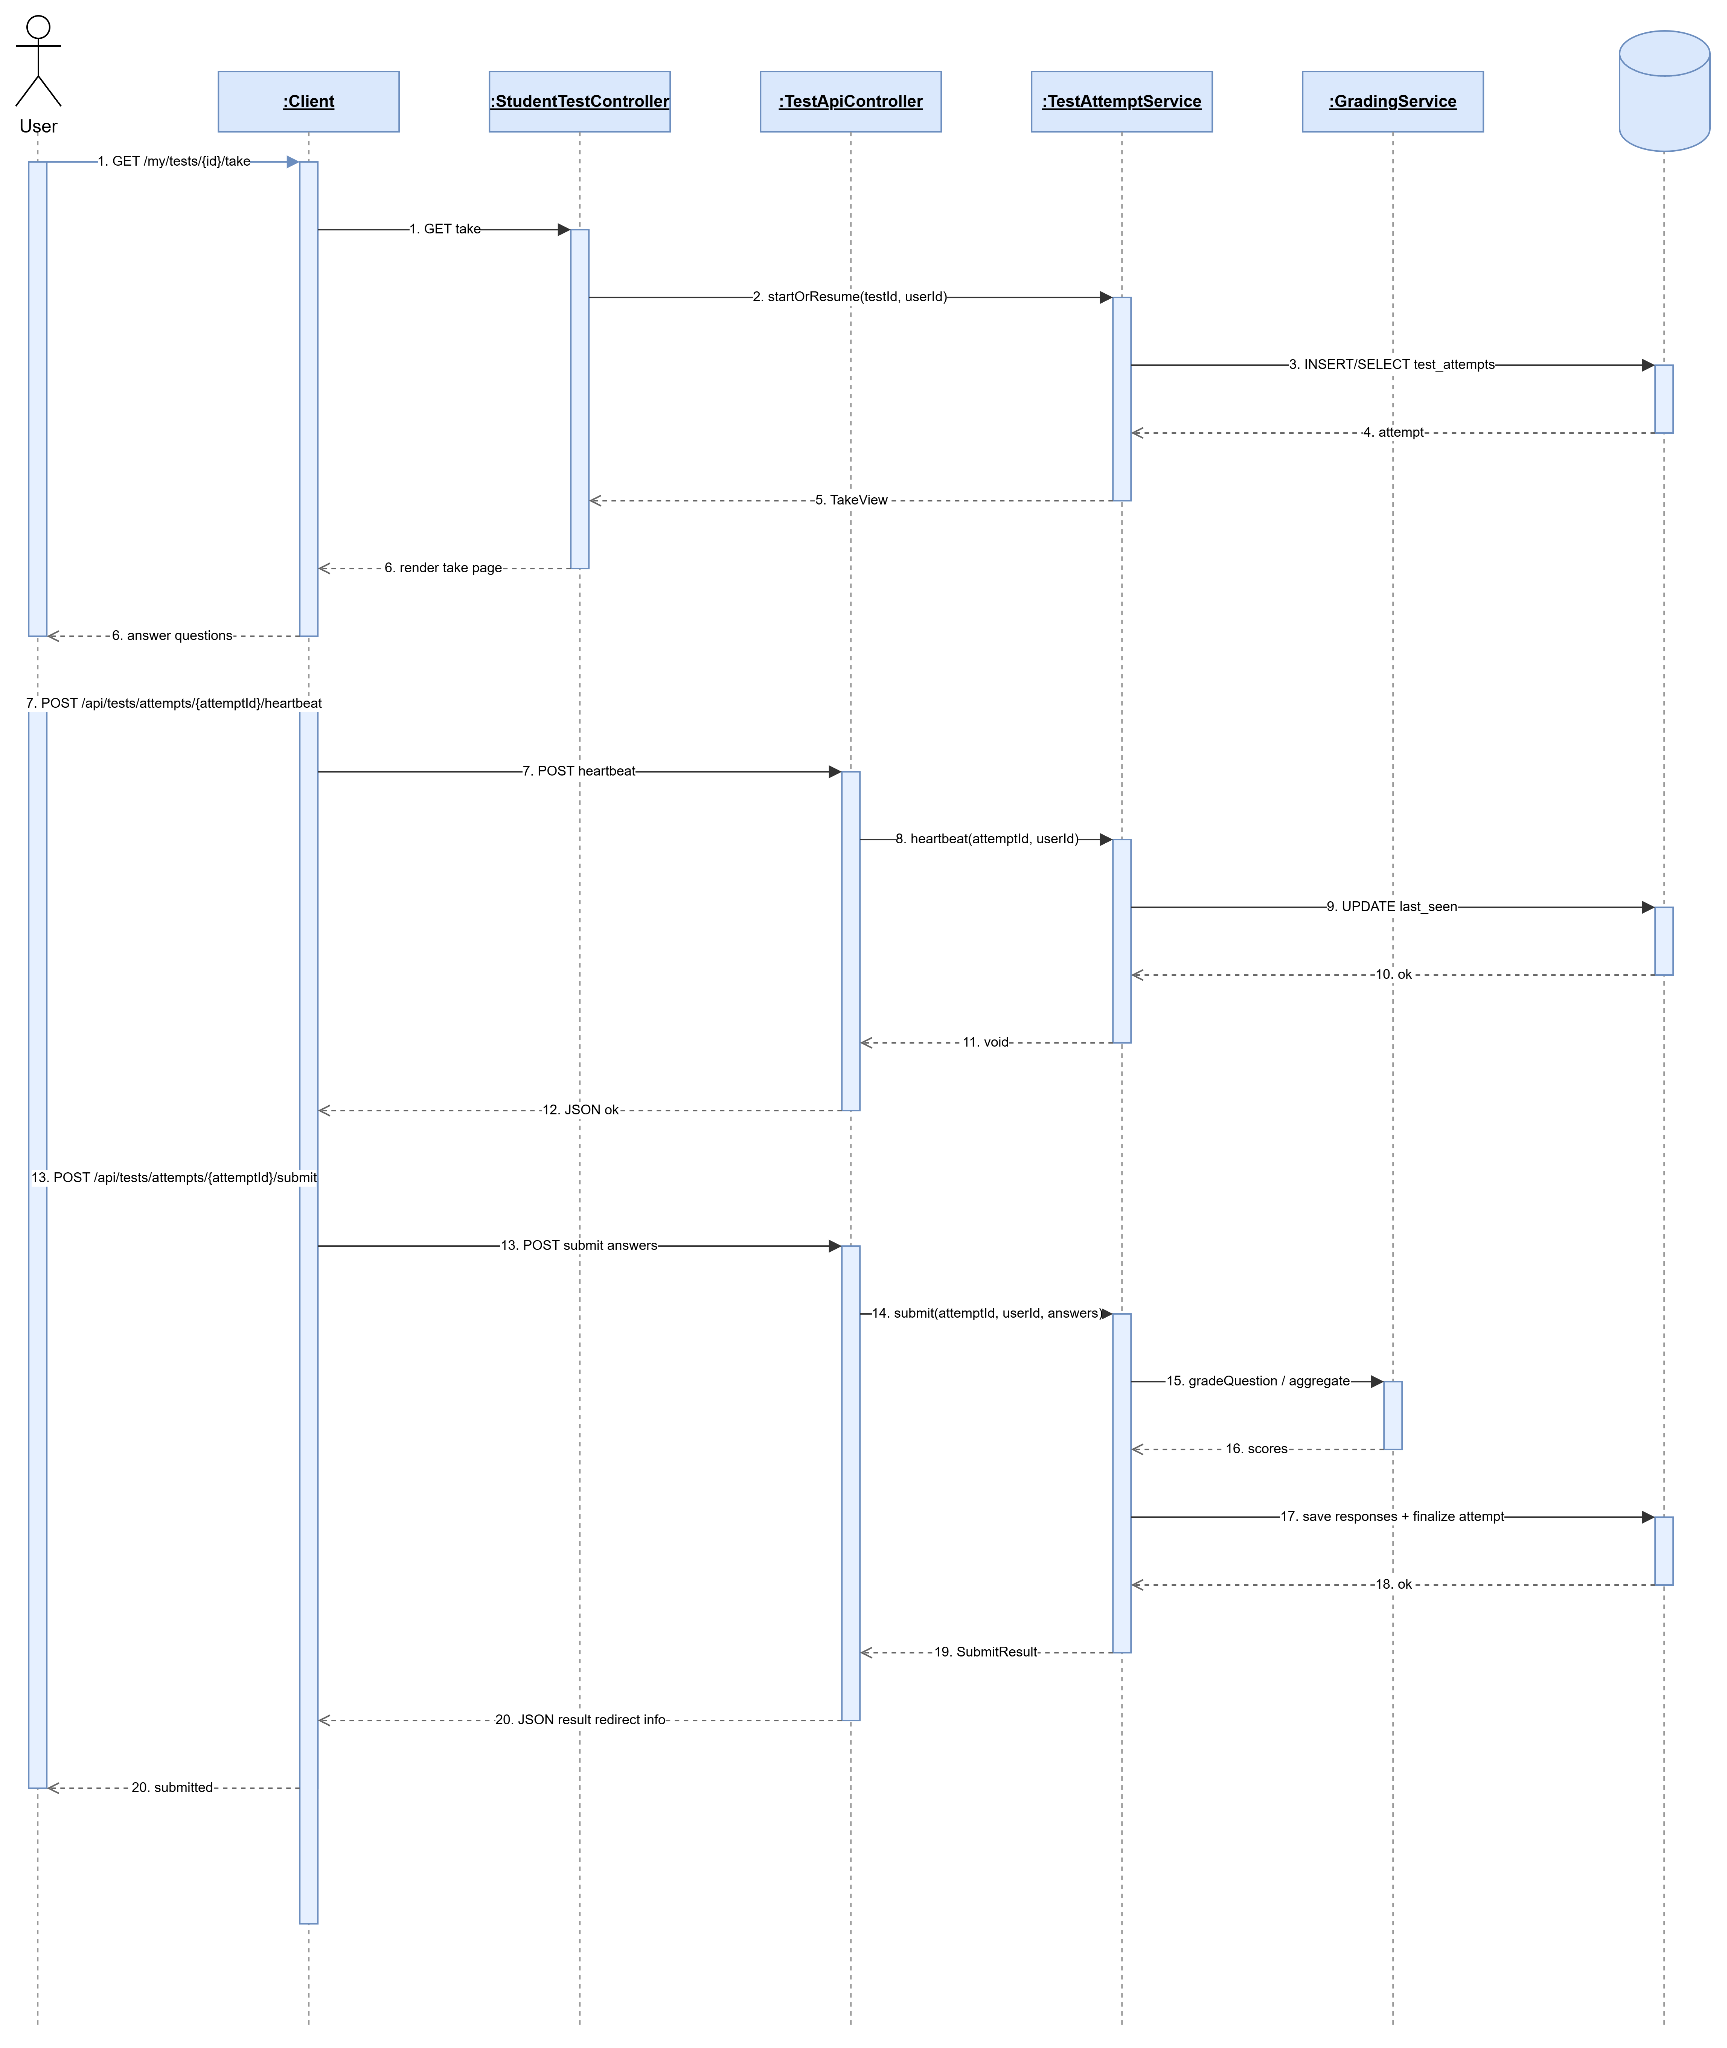 User
:Client
:StudentTestController
:TestApiController
:TestAttemptService
:GradingService
1. GET /my/tests/{id}/take
1. GET take
2. startOrResume(testId, userId)
3. INSERT/SELECT test_attempts
4. attempt
5. TakeView
6. render take page
6. answer questions
7. POST /api/tests/attempts/{attemptId}/heartbeat
7. POST heartbeat
8. heartbeat(attemptId, userId)
9. UPDATE last_seen
10. ok
11. void
12. JSON ok
13. POST /api/tests/attempts/{attemptId}/submit
13. POST submit answers
14. submit(attemptId, userId, answers)
15. gradeQuestion / aggregate
16. scores
17. save responses + finalize attempt
18. ok
19. SubmitResult
20. JSON result redirect info
20. submitted